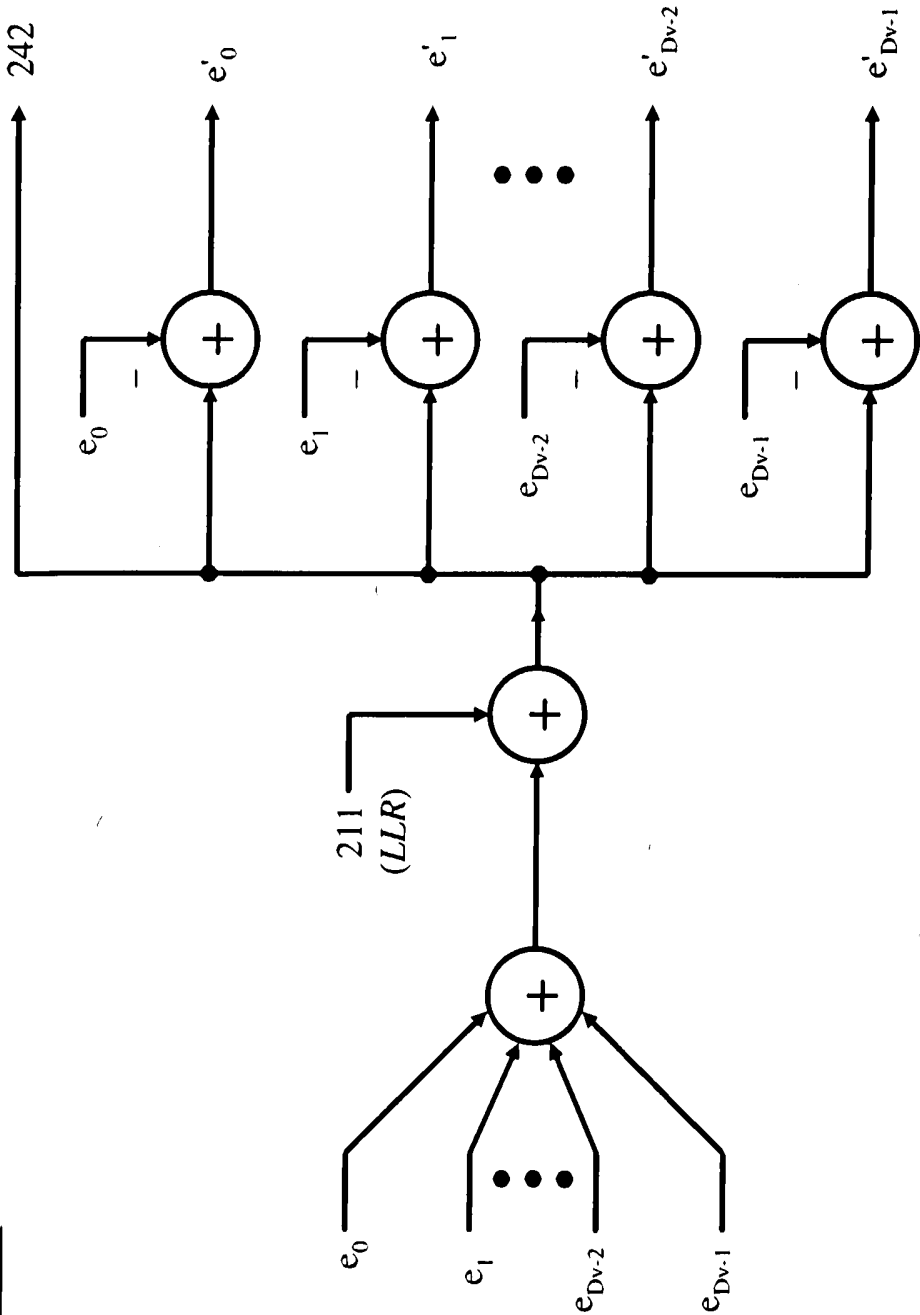 242
e'₀
e₀
+
−
e'₁
e₁
+
−
e'Dv-2
eDv-2
+
−
e'Dv-1
eDv-1
+
−
211
(LLR)
+
+
e₀
e₁
eDv-2
eDv-1